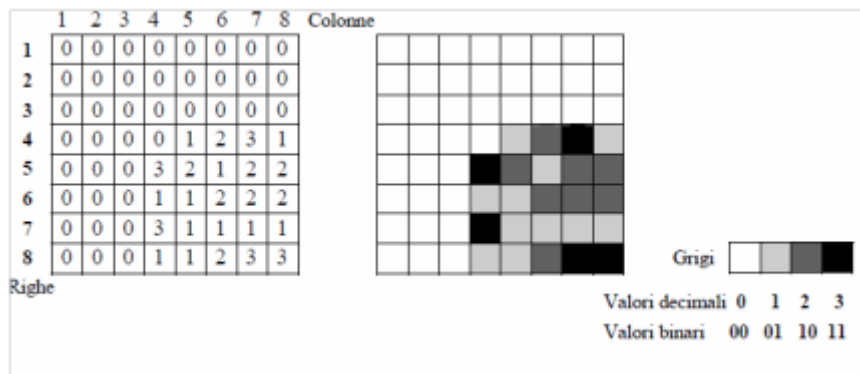 1 2 3 4 5 6 7 8 Colonne
1 0 0 0 0 0 0 0 0
2 0 0 0 0 0 0 0 0
3 0 0 0 0 0 0 0 0
4 0 0 0 0 1 2 3 1
5 0 0 0 3 2 1 2 2
6 0 0 0 1 1 2 2 2
7 0 0 0 3 1 1 1 1
8 0 0 0 1 1 2 3 3
Righe
Grigi
Valori decimali 0 1 2 3
Valori binari 00 01 10 11